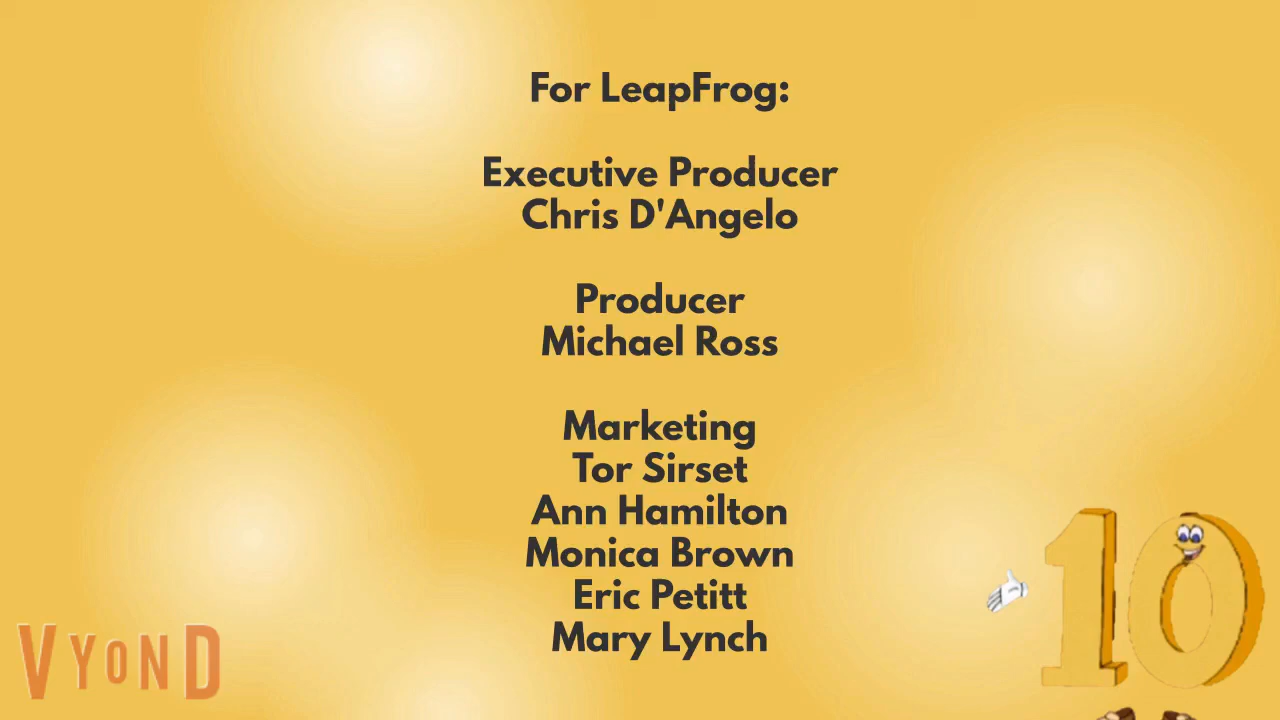 For LeapFrog:
Executive Producer
Chris D'Angelo
Producer
Michael Ross
Marketing
Tor Sirset
Ann Hamilton
Monica Brown
Eric Petitt
Mary Lynch
VYOND
10